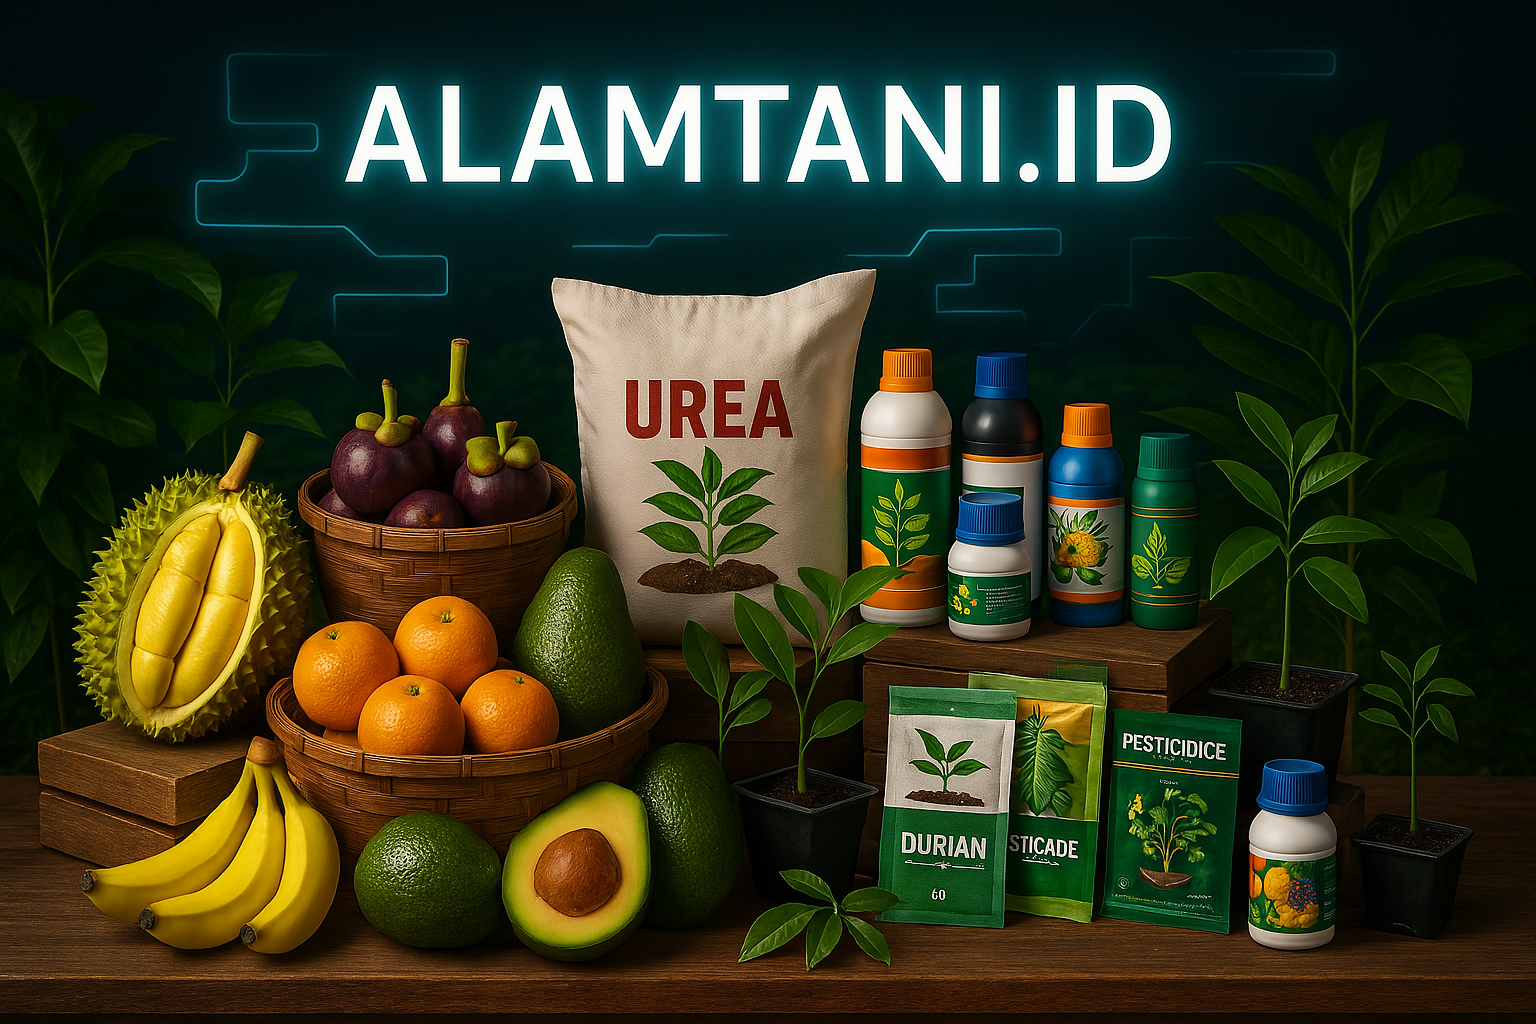 ALAMTANI.ID
UREA
DURIAN
60
STICADE
PESTICIDICE